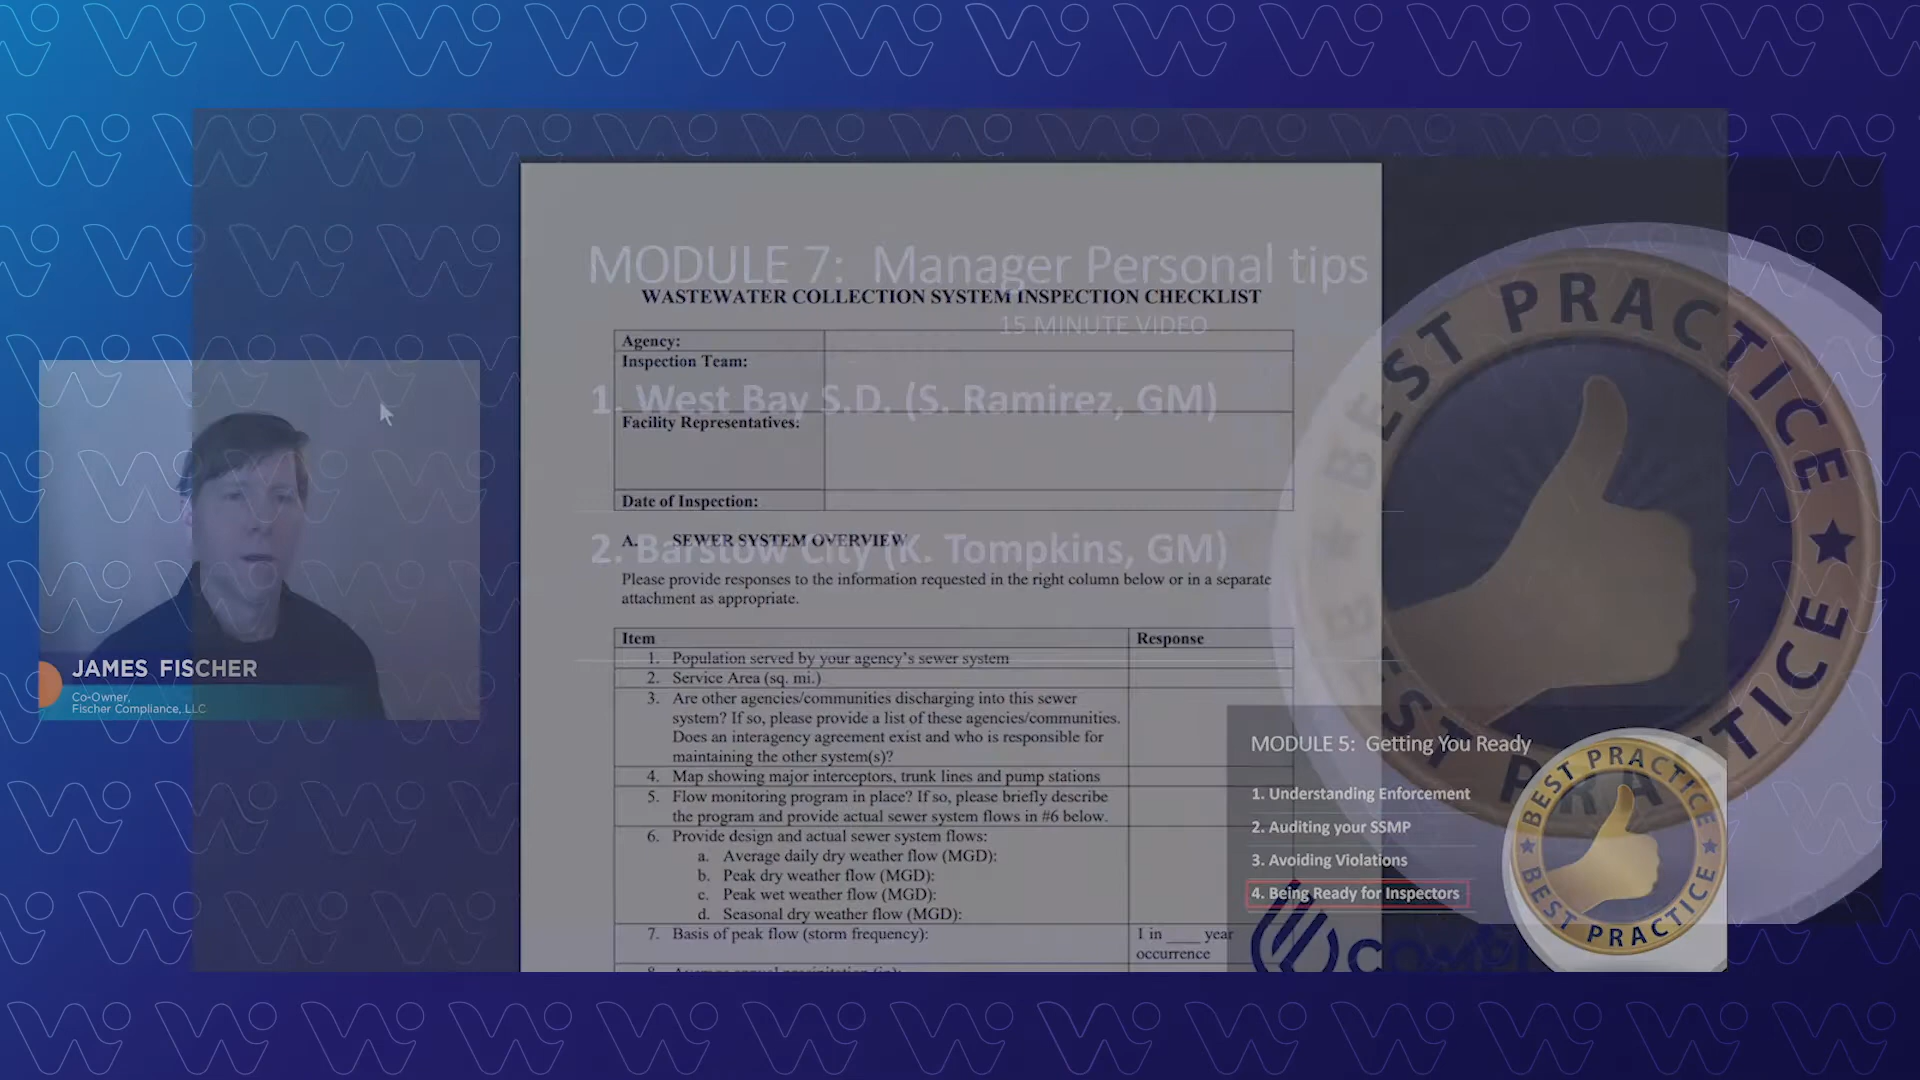 MODULE 7: Manager Personal tips
WASTEWATER COLLECTION SYSTEM INSPECTION CHECKLIST
15 MINUTE VIDEO
Agency:
Inspection Team:
1. West Bay S.D. (S. Ramirez, GM)
Facility Representatives:
Date of Inspection:
A. SEWER SYSTEM OVERVIEW
2. Barstow City (K. Tompkins, GM)
Please provide responses to the information requested in the right column below or in a separate
attachment as appropriate.
Item Response
1. Population served by your agency's sewer system
2. Service Area (sq. mi.)
3. Are other agencies/communities discharging into this sewer
system? If so, please provide a list of these agencies/communities.
Does an interagency agreement exist and who is responsible for
maintaining the other system(s)?
4. Map showing major interceptors, trunk lines and pump stations
5. Flow monitoring program in place? If so, please briefly describe
the program and provide actual sewer system flows in #6 below.
6. Provide design and actual sewer system flows:
a. Average daily dry weather flow (MGD):
b. Peak dry weather flow (MGD):
c. Peak wet weather flow (MGD):
d. Seasonal dry weather flow (MGD):
7. Basis of peak flow (storm frequency): 1 in ____ year
occurrence
JAMES FISCHER
Co-Owner,
Fischer Compliance, LLC
BEST PRACTICE
BEST PRACTICE
MODULE 5: Getting You Ready
1. Understanding Enforcement
2. Auditing your SSMP
3. Avoiding Violations
4. Being Ready for Inspectors
BEST PRACTICE
BEST PRACTICE